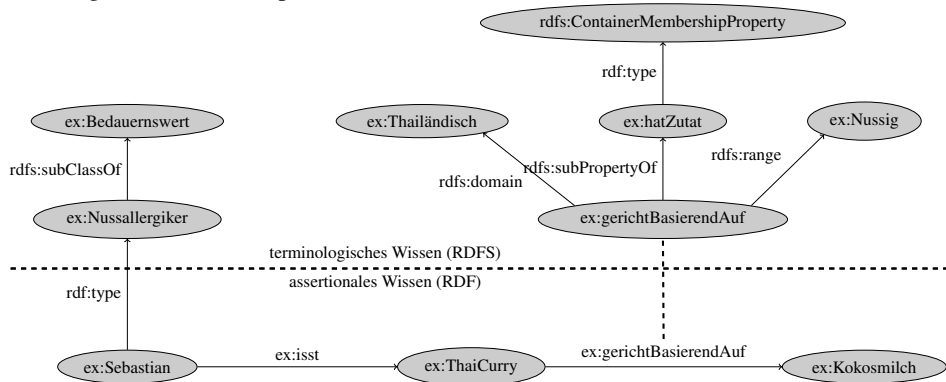 rdfs:ContainerMembershipProperty
rdf:type
ex:Bedauernswert
ex:Thailändisch
ex:hatZutat
ex:Nussig
rdfs:subClassOf
rdfs:domain
rdfs:subPropertyOf
rdfs:range
ex:Nussallergiker
ex:gerichtBasierendAuf
terminologisches Wissen (RDFS)
assertionales Wissen (RDF)
rdf:type
ex:isst
ex:gerichtBasierendAuf
ex:Sebastian
ex:ThaiCurry
ex:Kokosmilch